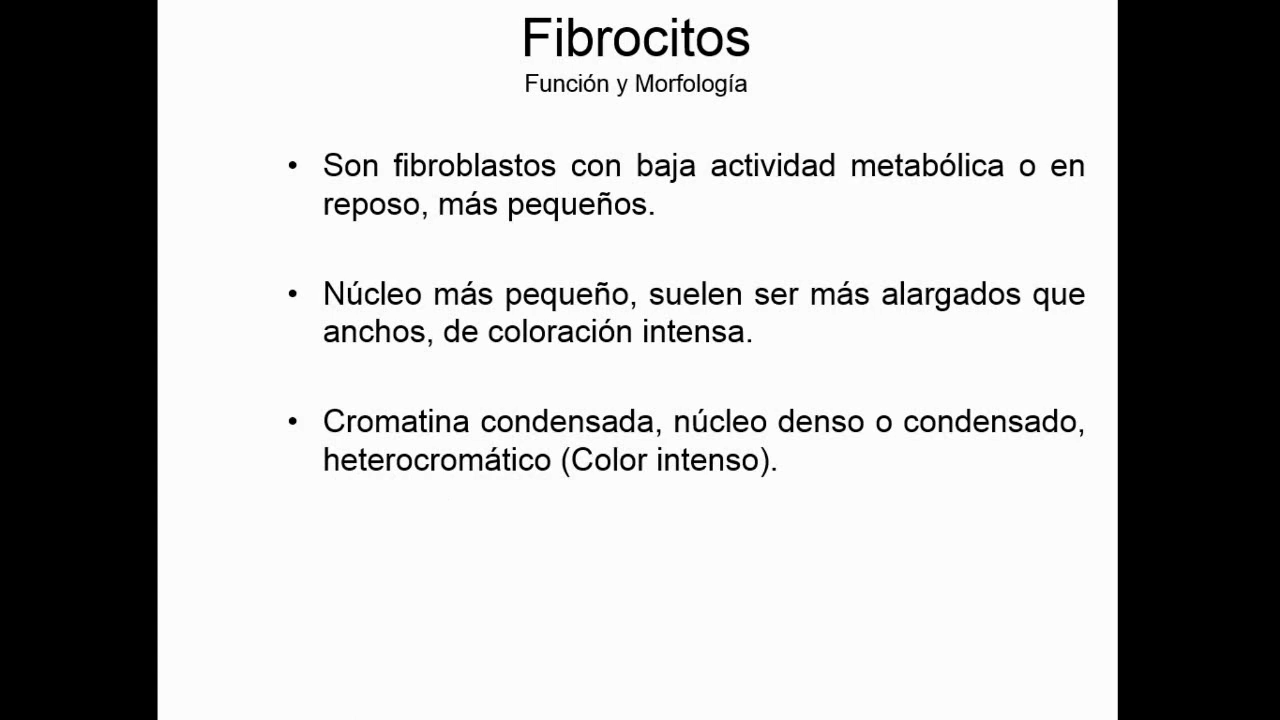 Fibrocitos
Función y Morfología
• Son fibroblastos con baja actividad metabólica o en
reposo, más pequeños.
• Núcleo más pequeño, suelen ser más alargados que
anchos, de coloración intensa.
• Cromatina condensada, núcleo denso o condensado,
heterocromático (Color intenso).